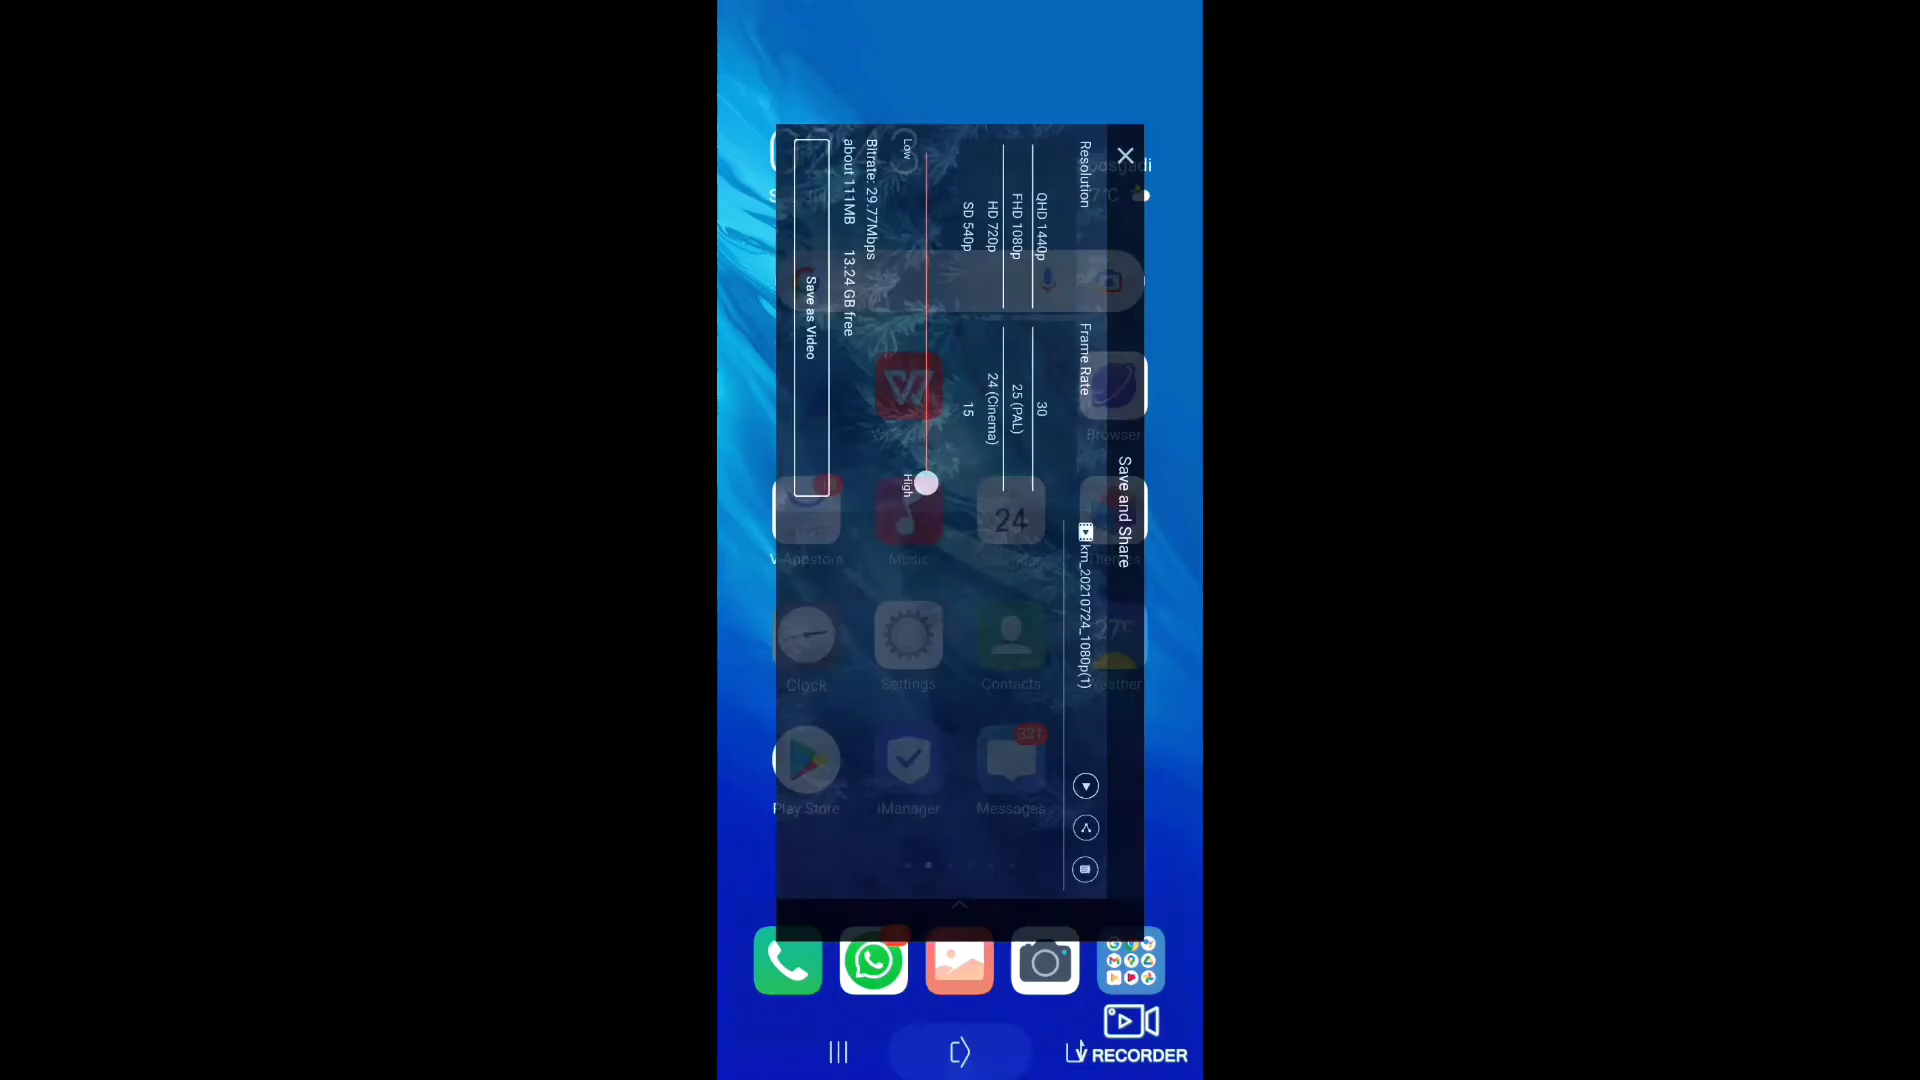 Save and Share
Resolution
Frame Rate
km_20210724_1080p(1)
QHD 1440p
30
FHD 1080p
25 (PAL)
HD 720p
24 (Cinema)
SD 540p
15
Low
High
Bitrate: 29.77Mbps
about 111MB
13.24 GB free
Save as Video
Browser
24
V-Appstore
Music
27
Clock
Settings
Contacts
Weather
331
Play Store
iManager
Messages
V RECORDER